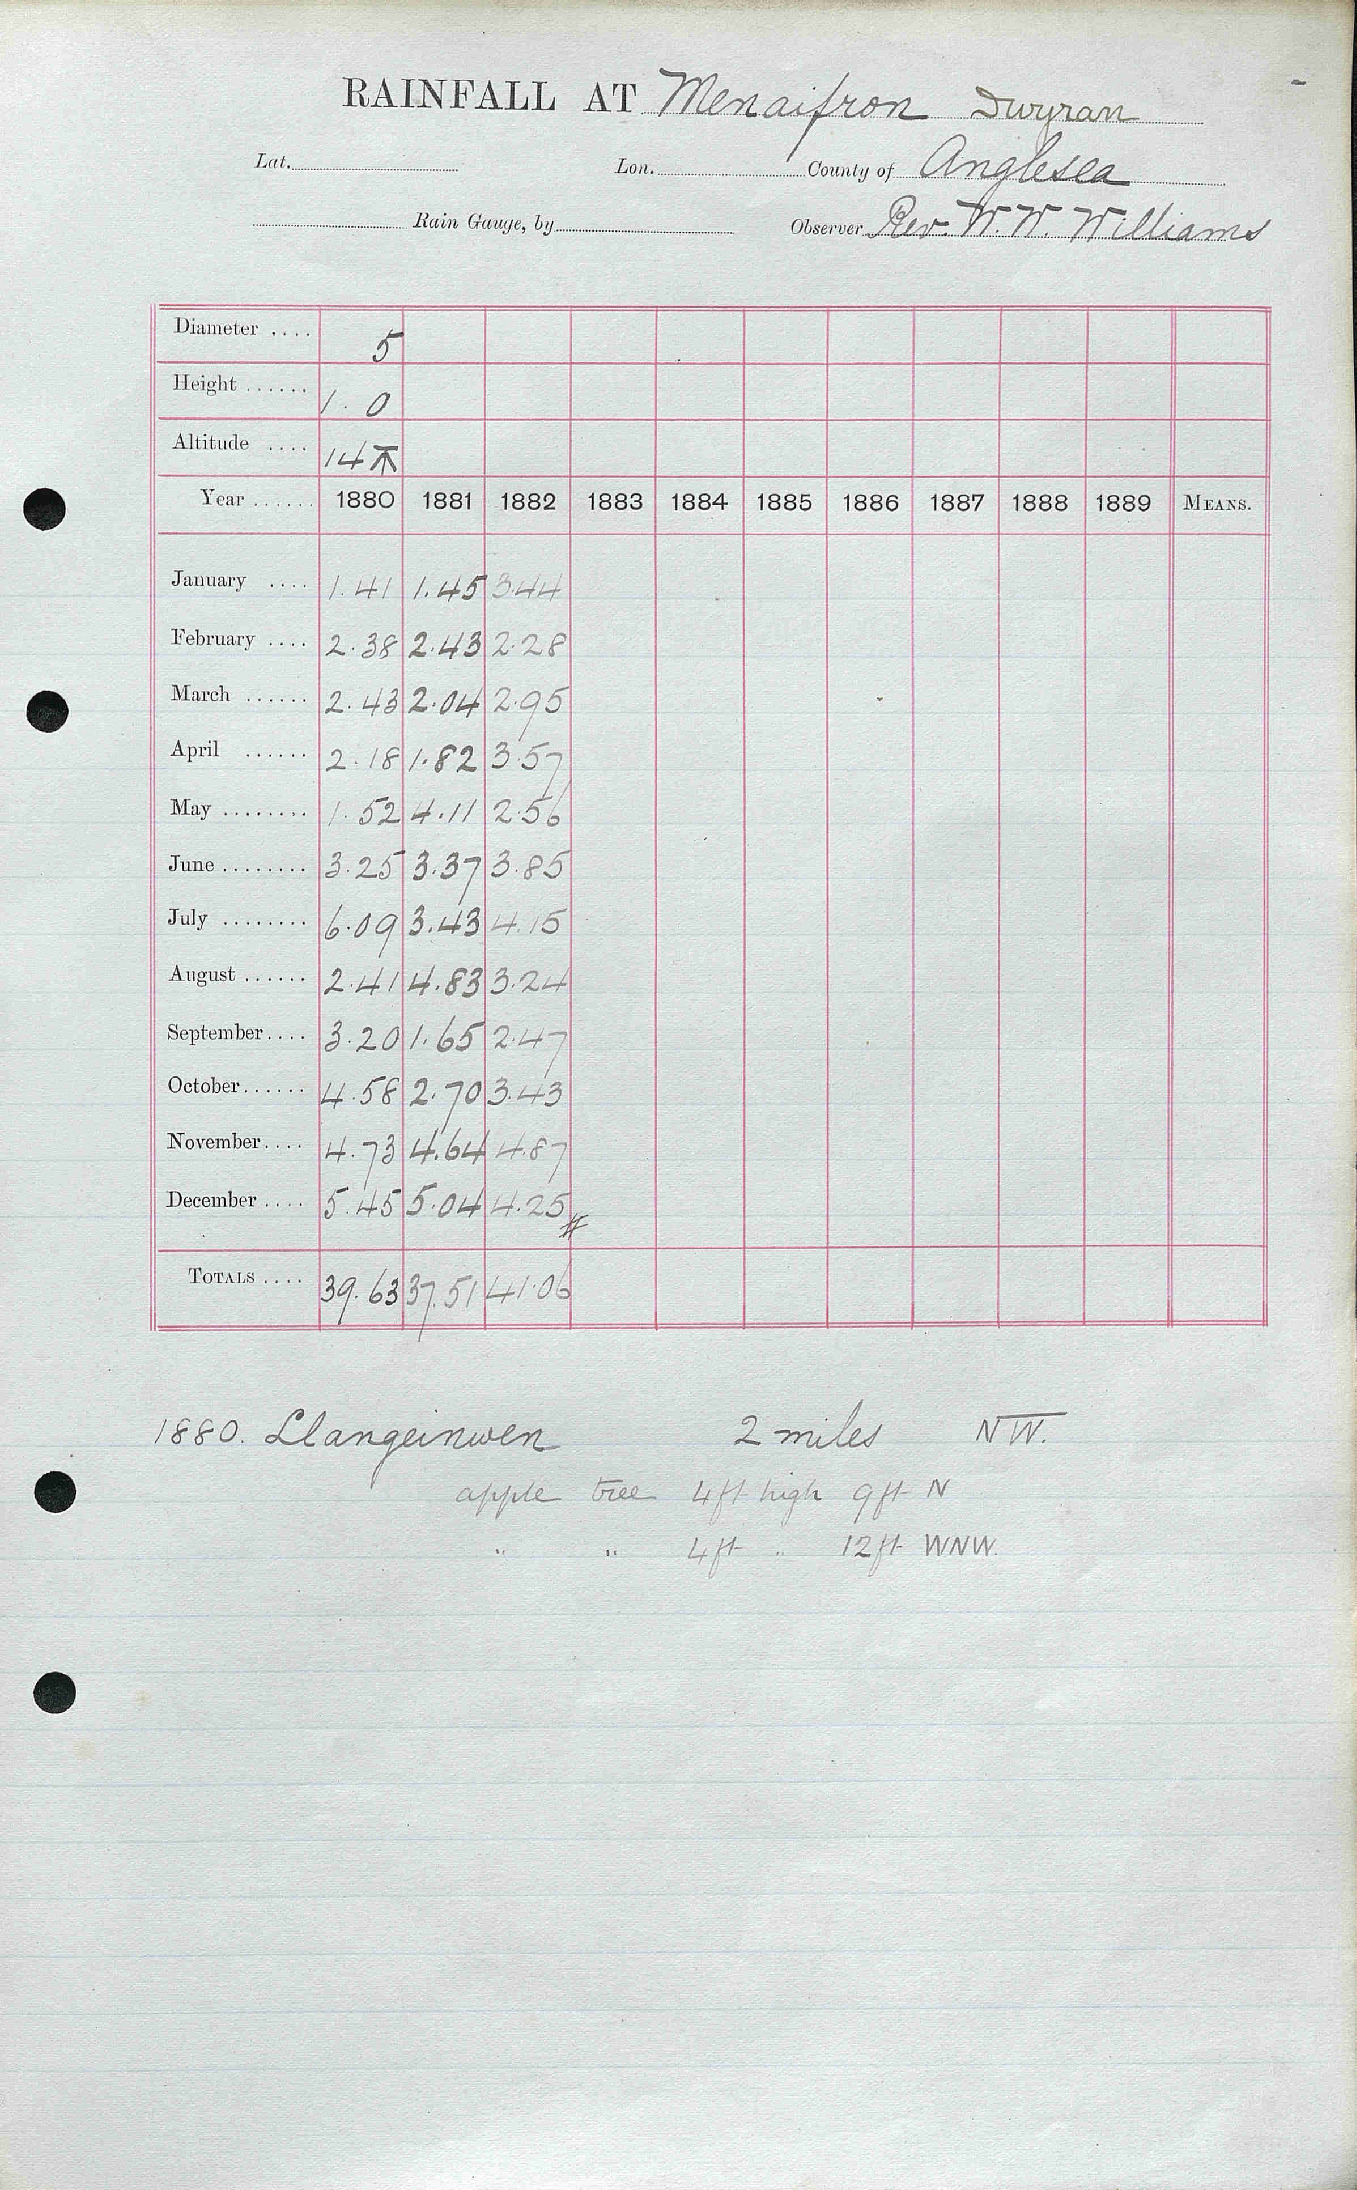 RAINFALL AT Menaifron Dwyran
Lat. Lon. County of Anglesea
Rain Gauge, by Observer Rev. W. W. Williams
Diameter .... 5
Height ...... 1. 0
Altitude .... 14
Year ...... 1880 1881 1882 1883 1884 1885 1886 1887 1888 1889 MEANS.
January .... 1.41 1.45 3.44
February .... 2.38 2.43 2.28
March ...... 2.43 2.04 2.95
April ...... 2.18 1.82 3.57
May ........ 1.52 4.11 2.56
June ........ 3.25 3.37 3.85
July ........ 6.09 3.43 4.15
August ...... 2.41 4.83 3.24
September.... 3.20 1.65 2.47
October...... 4.58 2.70 3.43
November.... 4.73 4.64 4.87
December .... 5.45 5.04 4.25 #
TOTALS .... 39.63 37.51 41.06
1880. Llangeinwen 2 miles NW.
apple tree 4ft high 9ft N
" " 4ft " 12ft WNW.